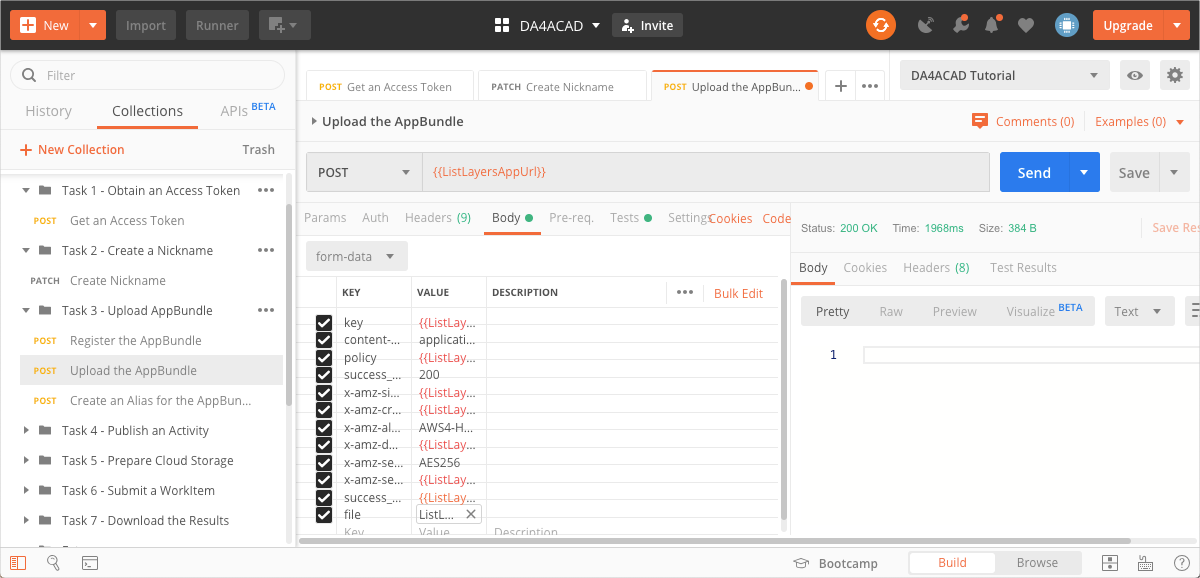 New
Import
Runner
DA4ACAD
Invite
Upgrade
Filter
History
Collections
APIs BETA
New Collection
Trash
Task 1 - Obtain an Access Token
POST Get an Access Token
Task 2 - Create a Nickname
PATCH Create Nickname
Task 3 - Upload AppBundle
POST Register the AppBundle
POST Upload the AppBundle
POST Create an Alias for the AppBun...
Task 4 - Publish an Activity
Task 5 - Prepare Cloud Storage
Task 6 - Submit a WorkItem
Task 7 - Download the Results
POST Get an Access Token
PATCH Create Nickname
POST Upload the AppBun...
DA4ACAD Tutorial
Upload the AppBundle
Comments (0)
Examples (0)
POST
{{ListLayersAppUrl}}
Send
Save
Params
Auth
Headers (9)
Body
Pre-req.
Tests
Settings
Cookies
Code
form-data
KEY VALUE DESCRIPTION
Bulk Edit
key {{ListLay...
content-... applicati...
policy {{ListLay...
success_... 200
x-amz-si... {{ListLay...
x-amz-cr... {{ListLay...
x-amz-al... AWS4-H...
x-amz-d... {{ListLay...
x-amz-se... AES256
x-amz-se... {{ListLay...
success_... {{ListLay...
file ListL...
Key Value Description
Status: 200 OK Time: 1968ms Size: 384 B
Save Res
Body
Cookies
Headers (8)
Test Results
Pretty
Raw
Preview
Visualize BETA
Text
1
Bootcamp
Build
Browse